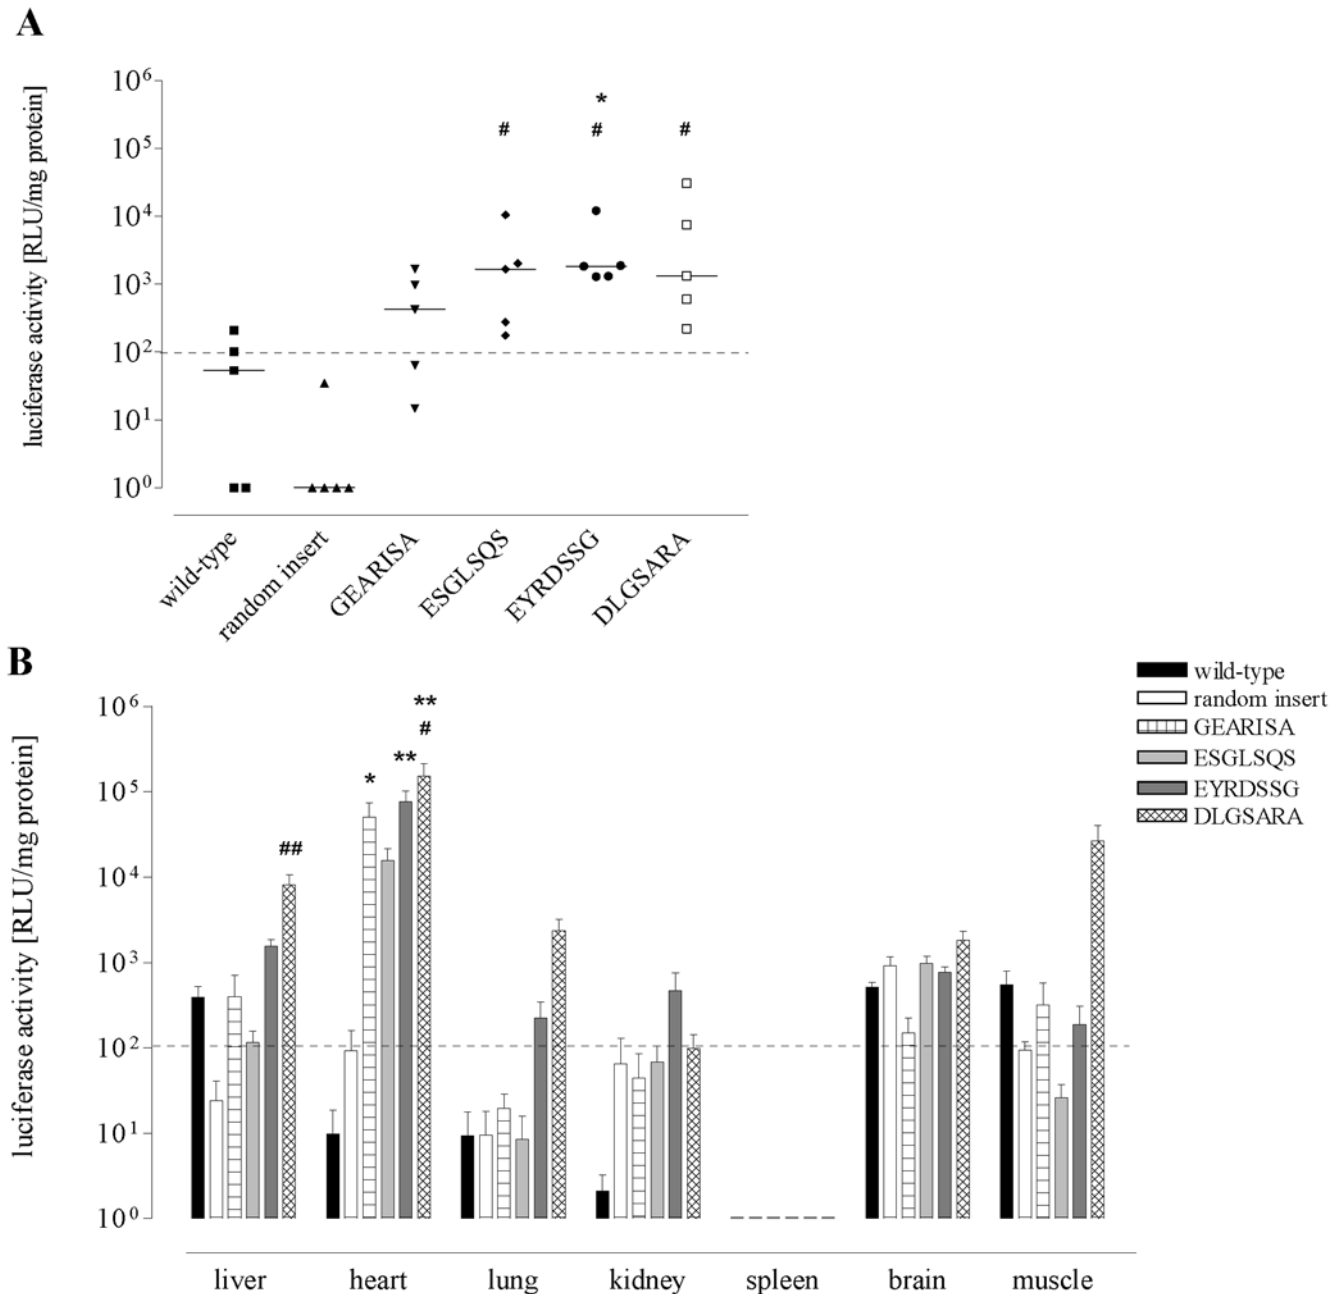 A
luciferase activity [RLU/mg protein]
10⁶
10⁵
10⁴
10³
10²
10¹
10⁰
*
# # #
wild-type
random insert
GEARISA
ESGLSQS
EYRDSSG
DLGSARA
B
luciferase activity [RLU/mg protein]
10⁶
10⁵
10⁴
10³
10²
10¹
10⁰
##
*
**
**
#
wild-type
random insert
GEARISA
ESGLSQS
EYRDSSG
DLGSARA
liver heart lung kidney spleen brain muscle